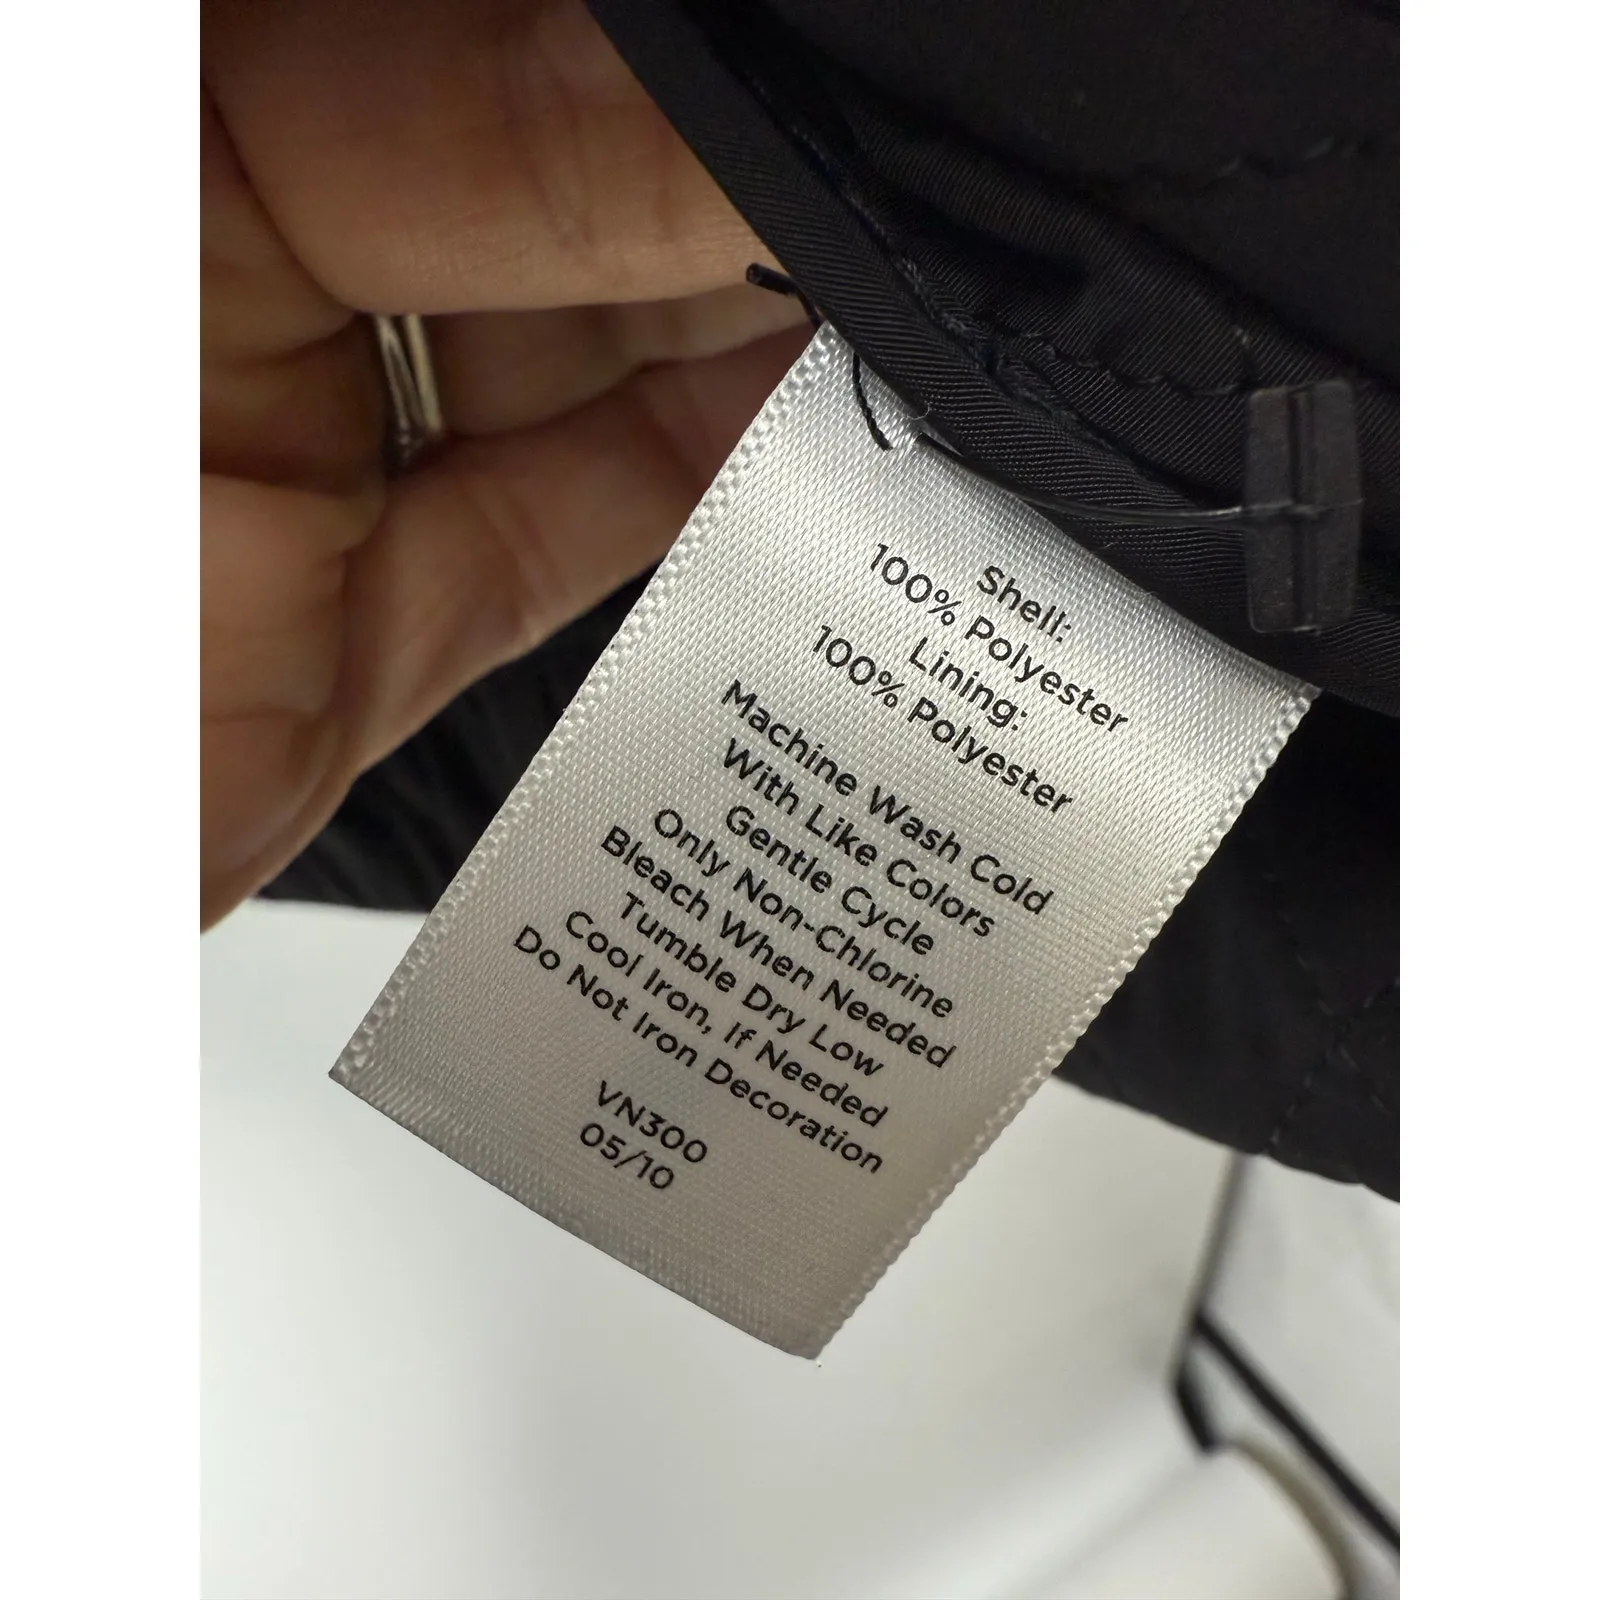 Shell:
100% Polyester
Lining:
100% Polyester
Machine Wash Cold
With Like Colors
Gentle Cycle
Only Non-Chlorine
Bleach When Needed
Tumble Dry Low
Cool Iron, If Needed
Do Not Iron Decoration
VN300
05/10